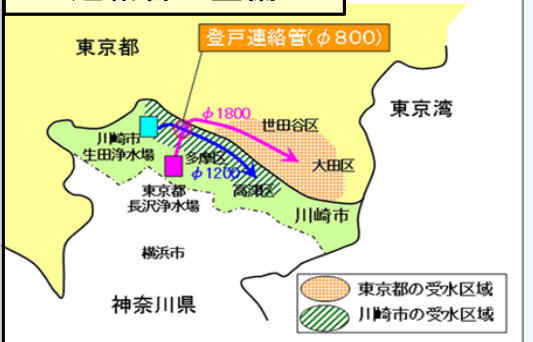 登戸連絡管(φ800)
東京都
東京湾
φ1800
世田谷区
川崎市
生田浄水場
多摩区
大田区
φ1200
高津区
東京都
長沢浄水場
川崎市
横浜市
神奈川県
東京都の受水区域
川崎市の受水区域